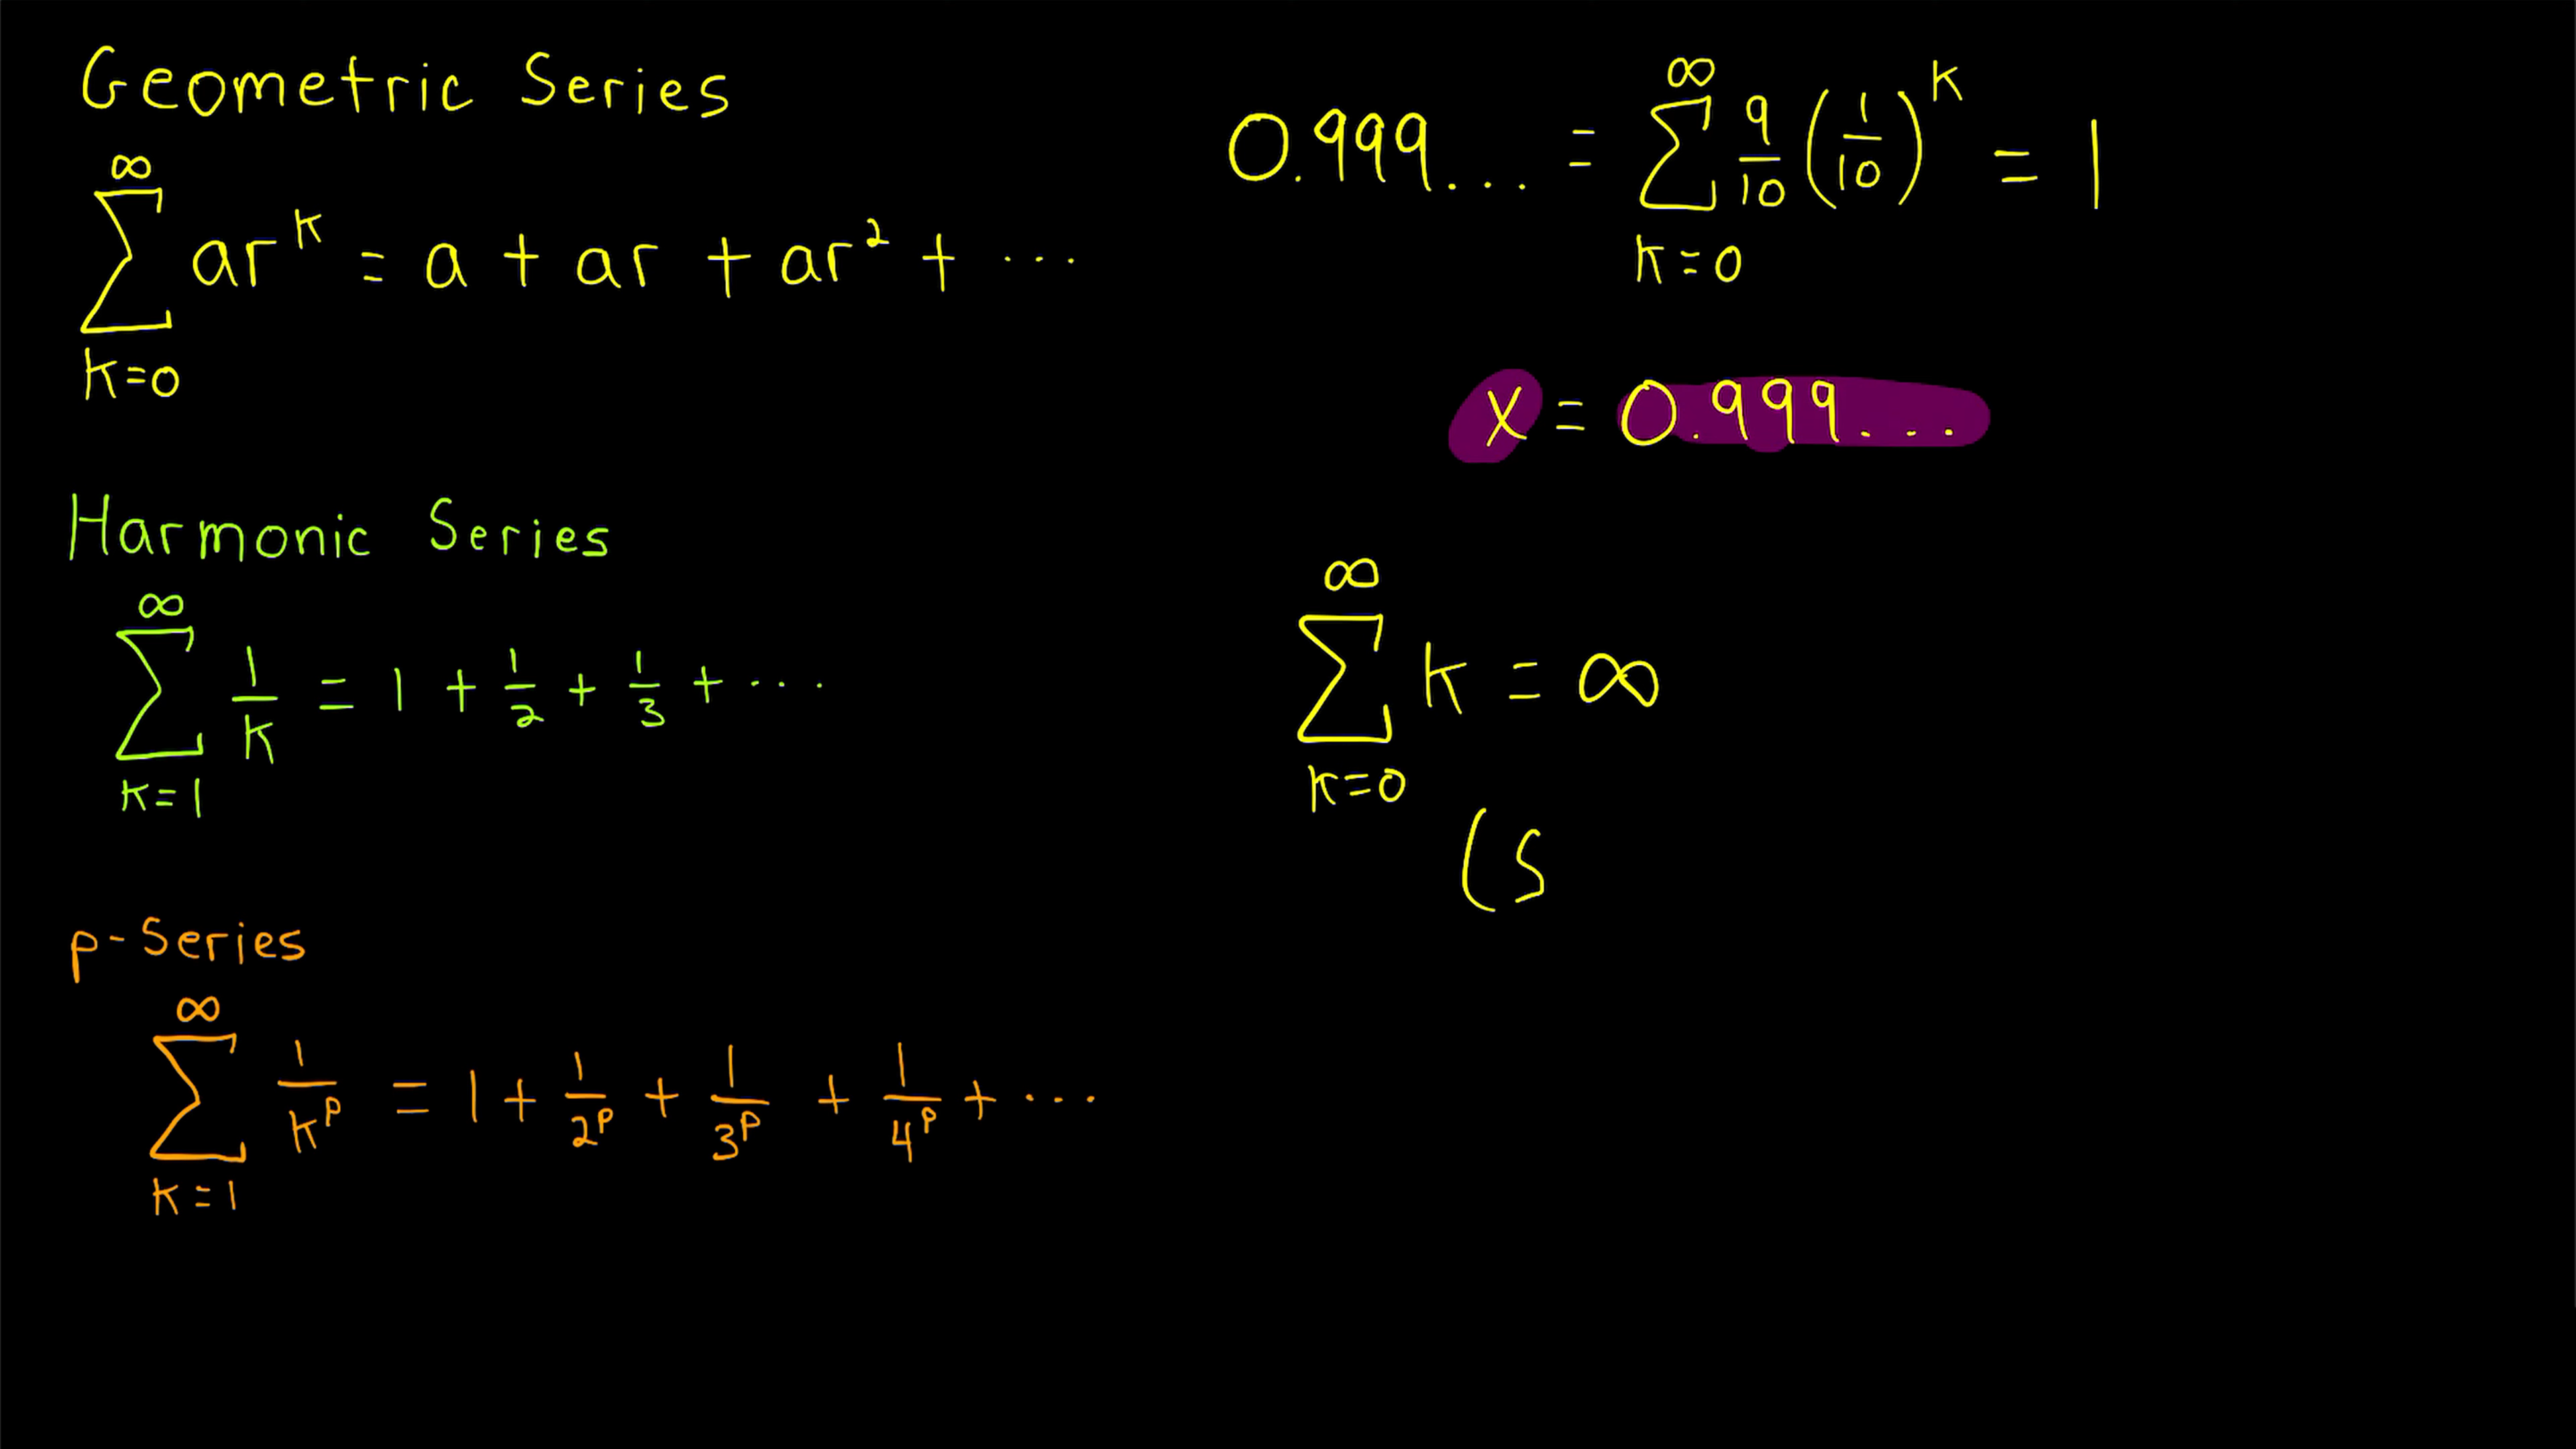 Geometric Series
∞
∑ ar^k = a + ar + ar² + ...
k=0
Harmonic Series
∞
∑ 1/k = 1 + 1/2 + 1/3 + ...
k=1
p-Series
∞
∑ 1/k^p = 1 + 1/2^p + 1/3^p + 1/4^p + ...
k=1
∞
0.999... = ∑ 9/10 (1/10)^k = 1
k=0
x = 0.999...
∞
∑ k = ∞
k=0
(s